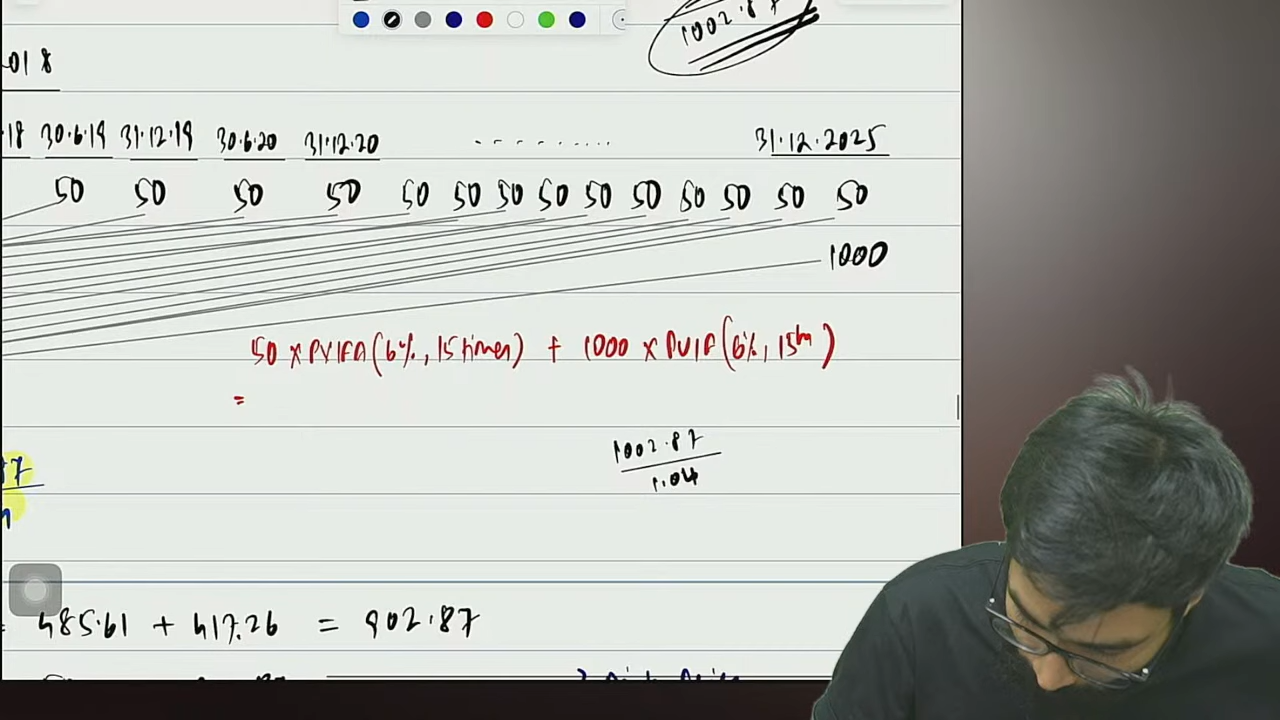 1002.87
018
18 30.6.19 31.12.19 30.6.20 31.12.20 ......... 31.12.2025
50 50 50 50 50 50 50 50 50 50 50 50 50 50
1000
50 x PVIFA (6%, 15 times) + 1000 x PVIF (6%, 15th)
=
1002.87
1.04
87
= 485.61 + 417.26 = 902.87